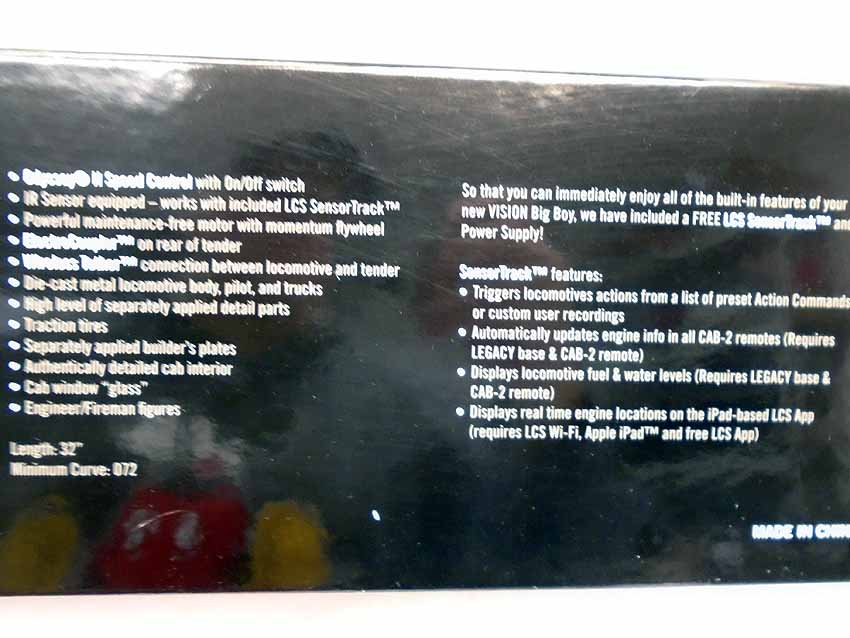 • Odyssey® II Speed Control with On/Off switch
• IR Sensor equipped – works with included LCS SensorTrack™
• Powerful maintenance-free motor with momentum flywheel
• ElectroCoupler™ on rear of tender
• Wireless Tether™ connection between locomotive and tender
• Die-cast metal locomotive body, pilot, and trucks
• High level of separately applied detail parts
• Traction tires
• Separately applied builder's plates
• Authentically detailed cab interior
• Cab window "glass"
• Engineer/Fireman figures
Length: 32"
Minimum Curve: O72
So that you can immediately enjoy all of the built-in features of your
new VISION Big Boy, we have included a FREE LCS SensorTrack™ and
Power Supply!
SensorTrack™ features:
• Triggers locomotives actions from a list of preset Action Commands
or custom user recordings
• Automatically updates engine info in all CAB-2 remotes (Requires
LEGACY base & CAB-2 remote)
• Displays locomotive fuel & water levels (Requires LEGACY base &
CAB-2 remote)
• Displays real time engine locations on the iPad-based LCS App
(requires LCS Wi-Fi, Apple iPad™ and free LCS App)
MADE IN CHIN